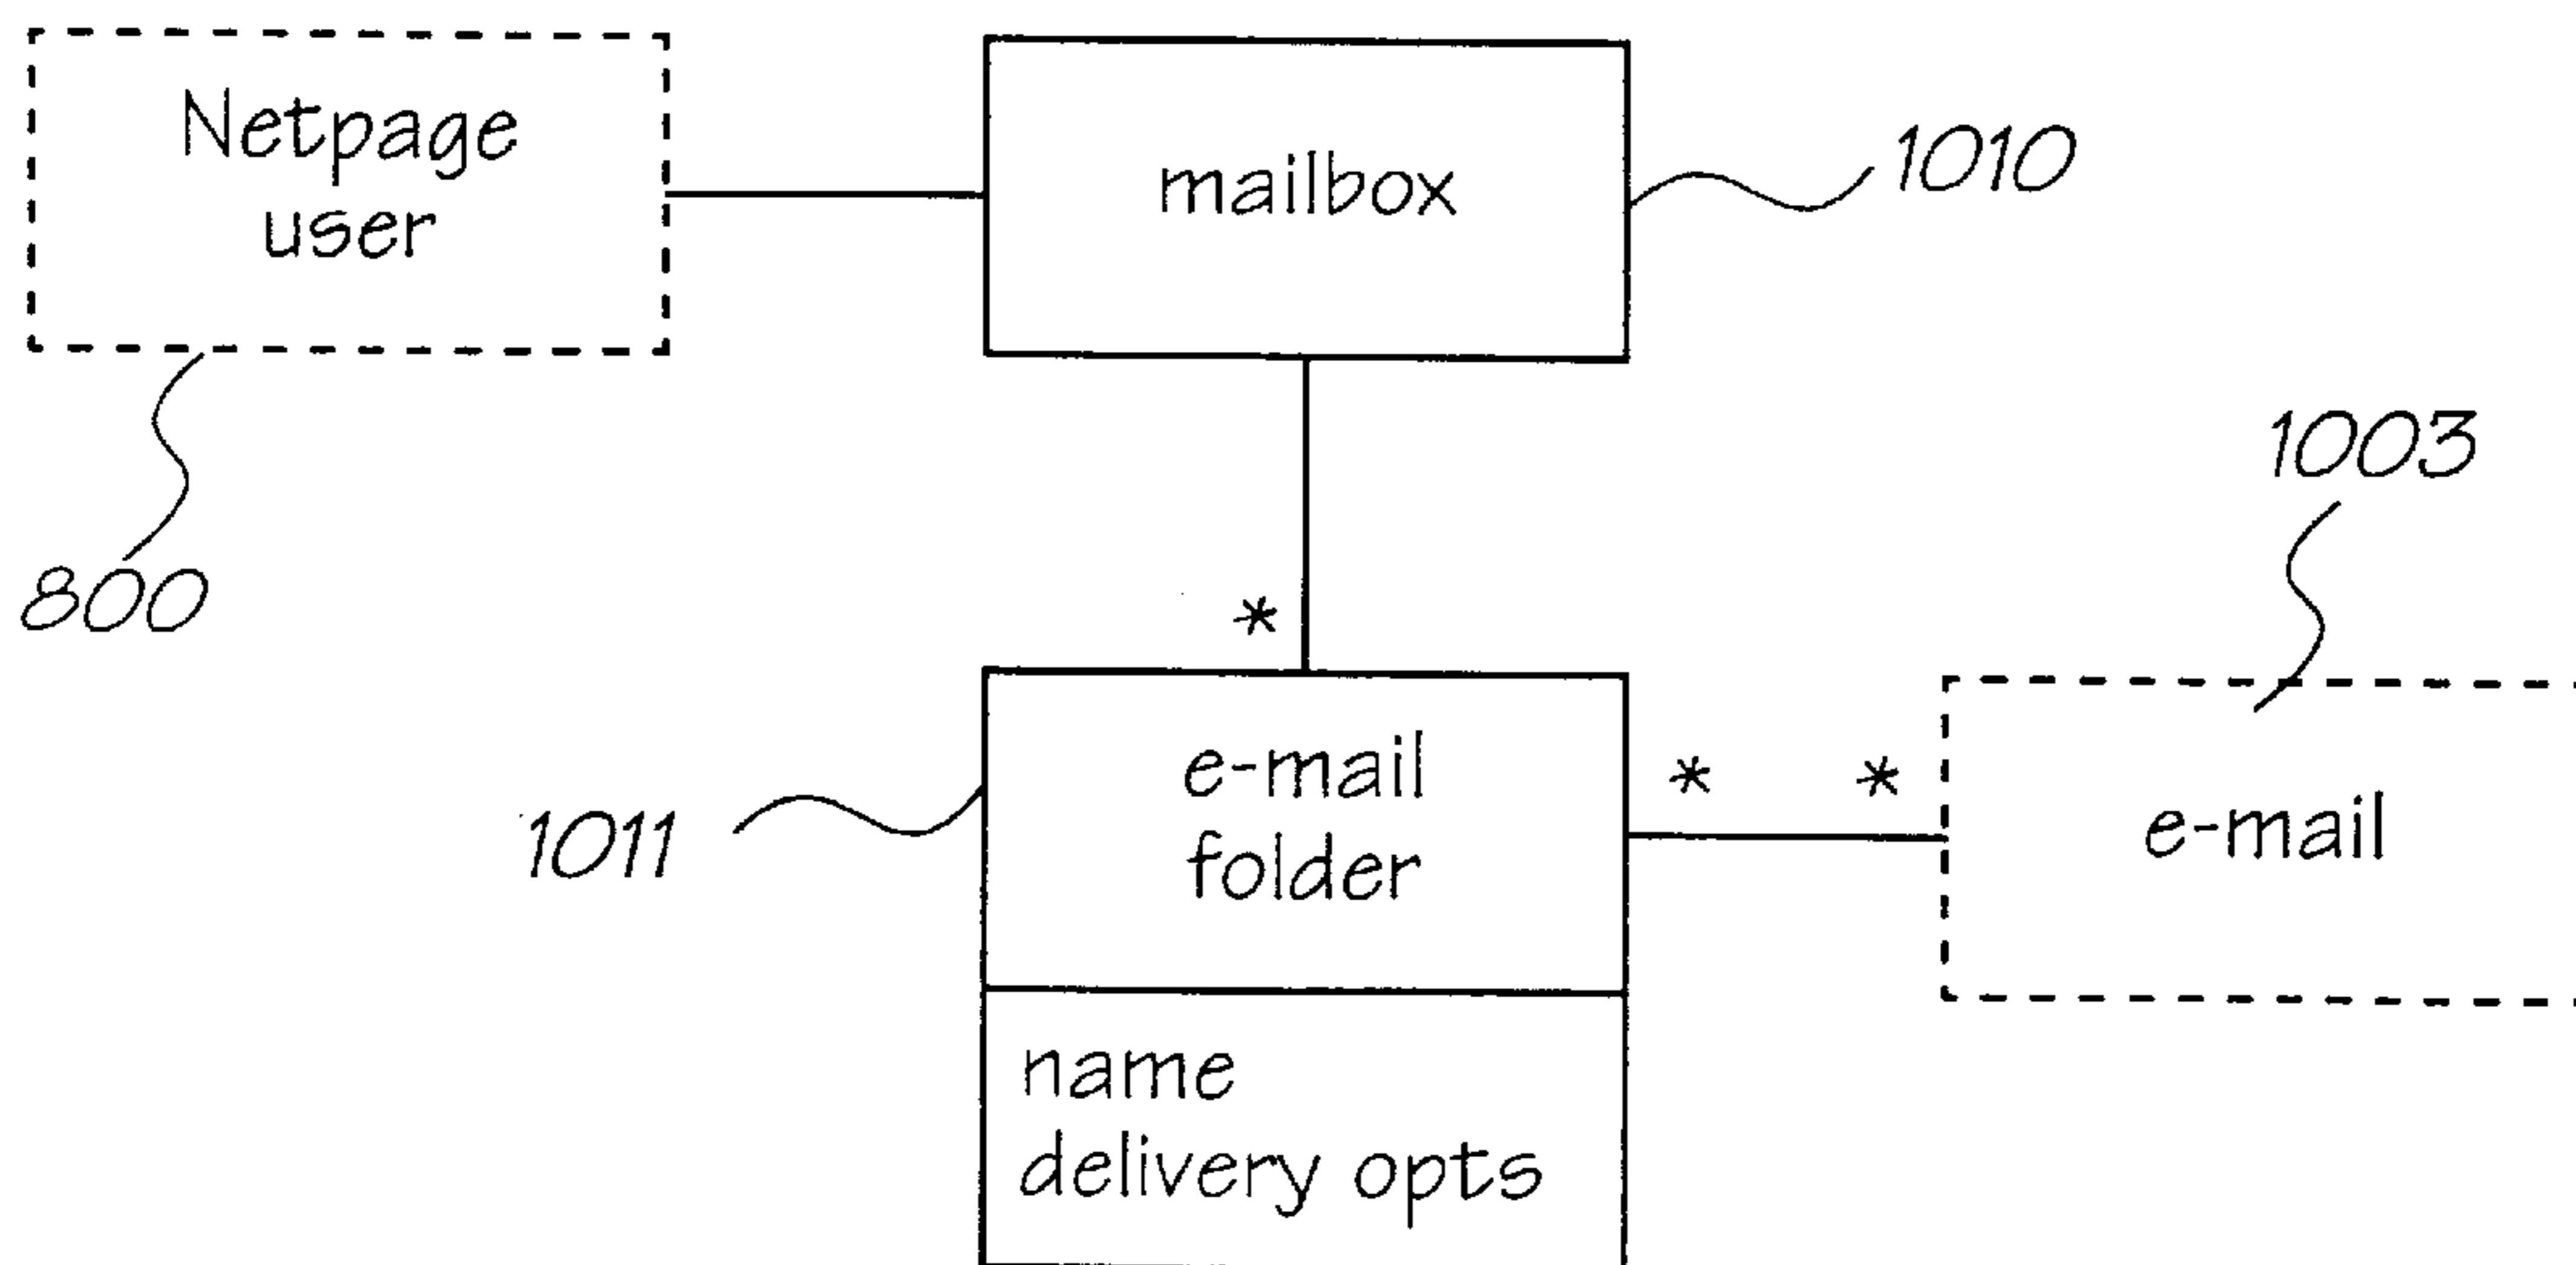 Netpage
user
mailbox
1010
800
1003
*
e-mail
folder
* *
e-mail
1011
name
delivery opts